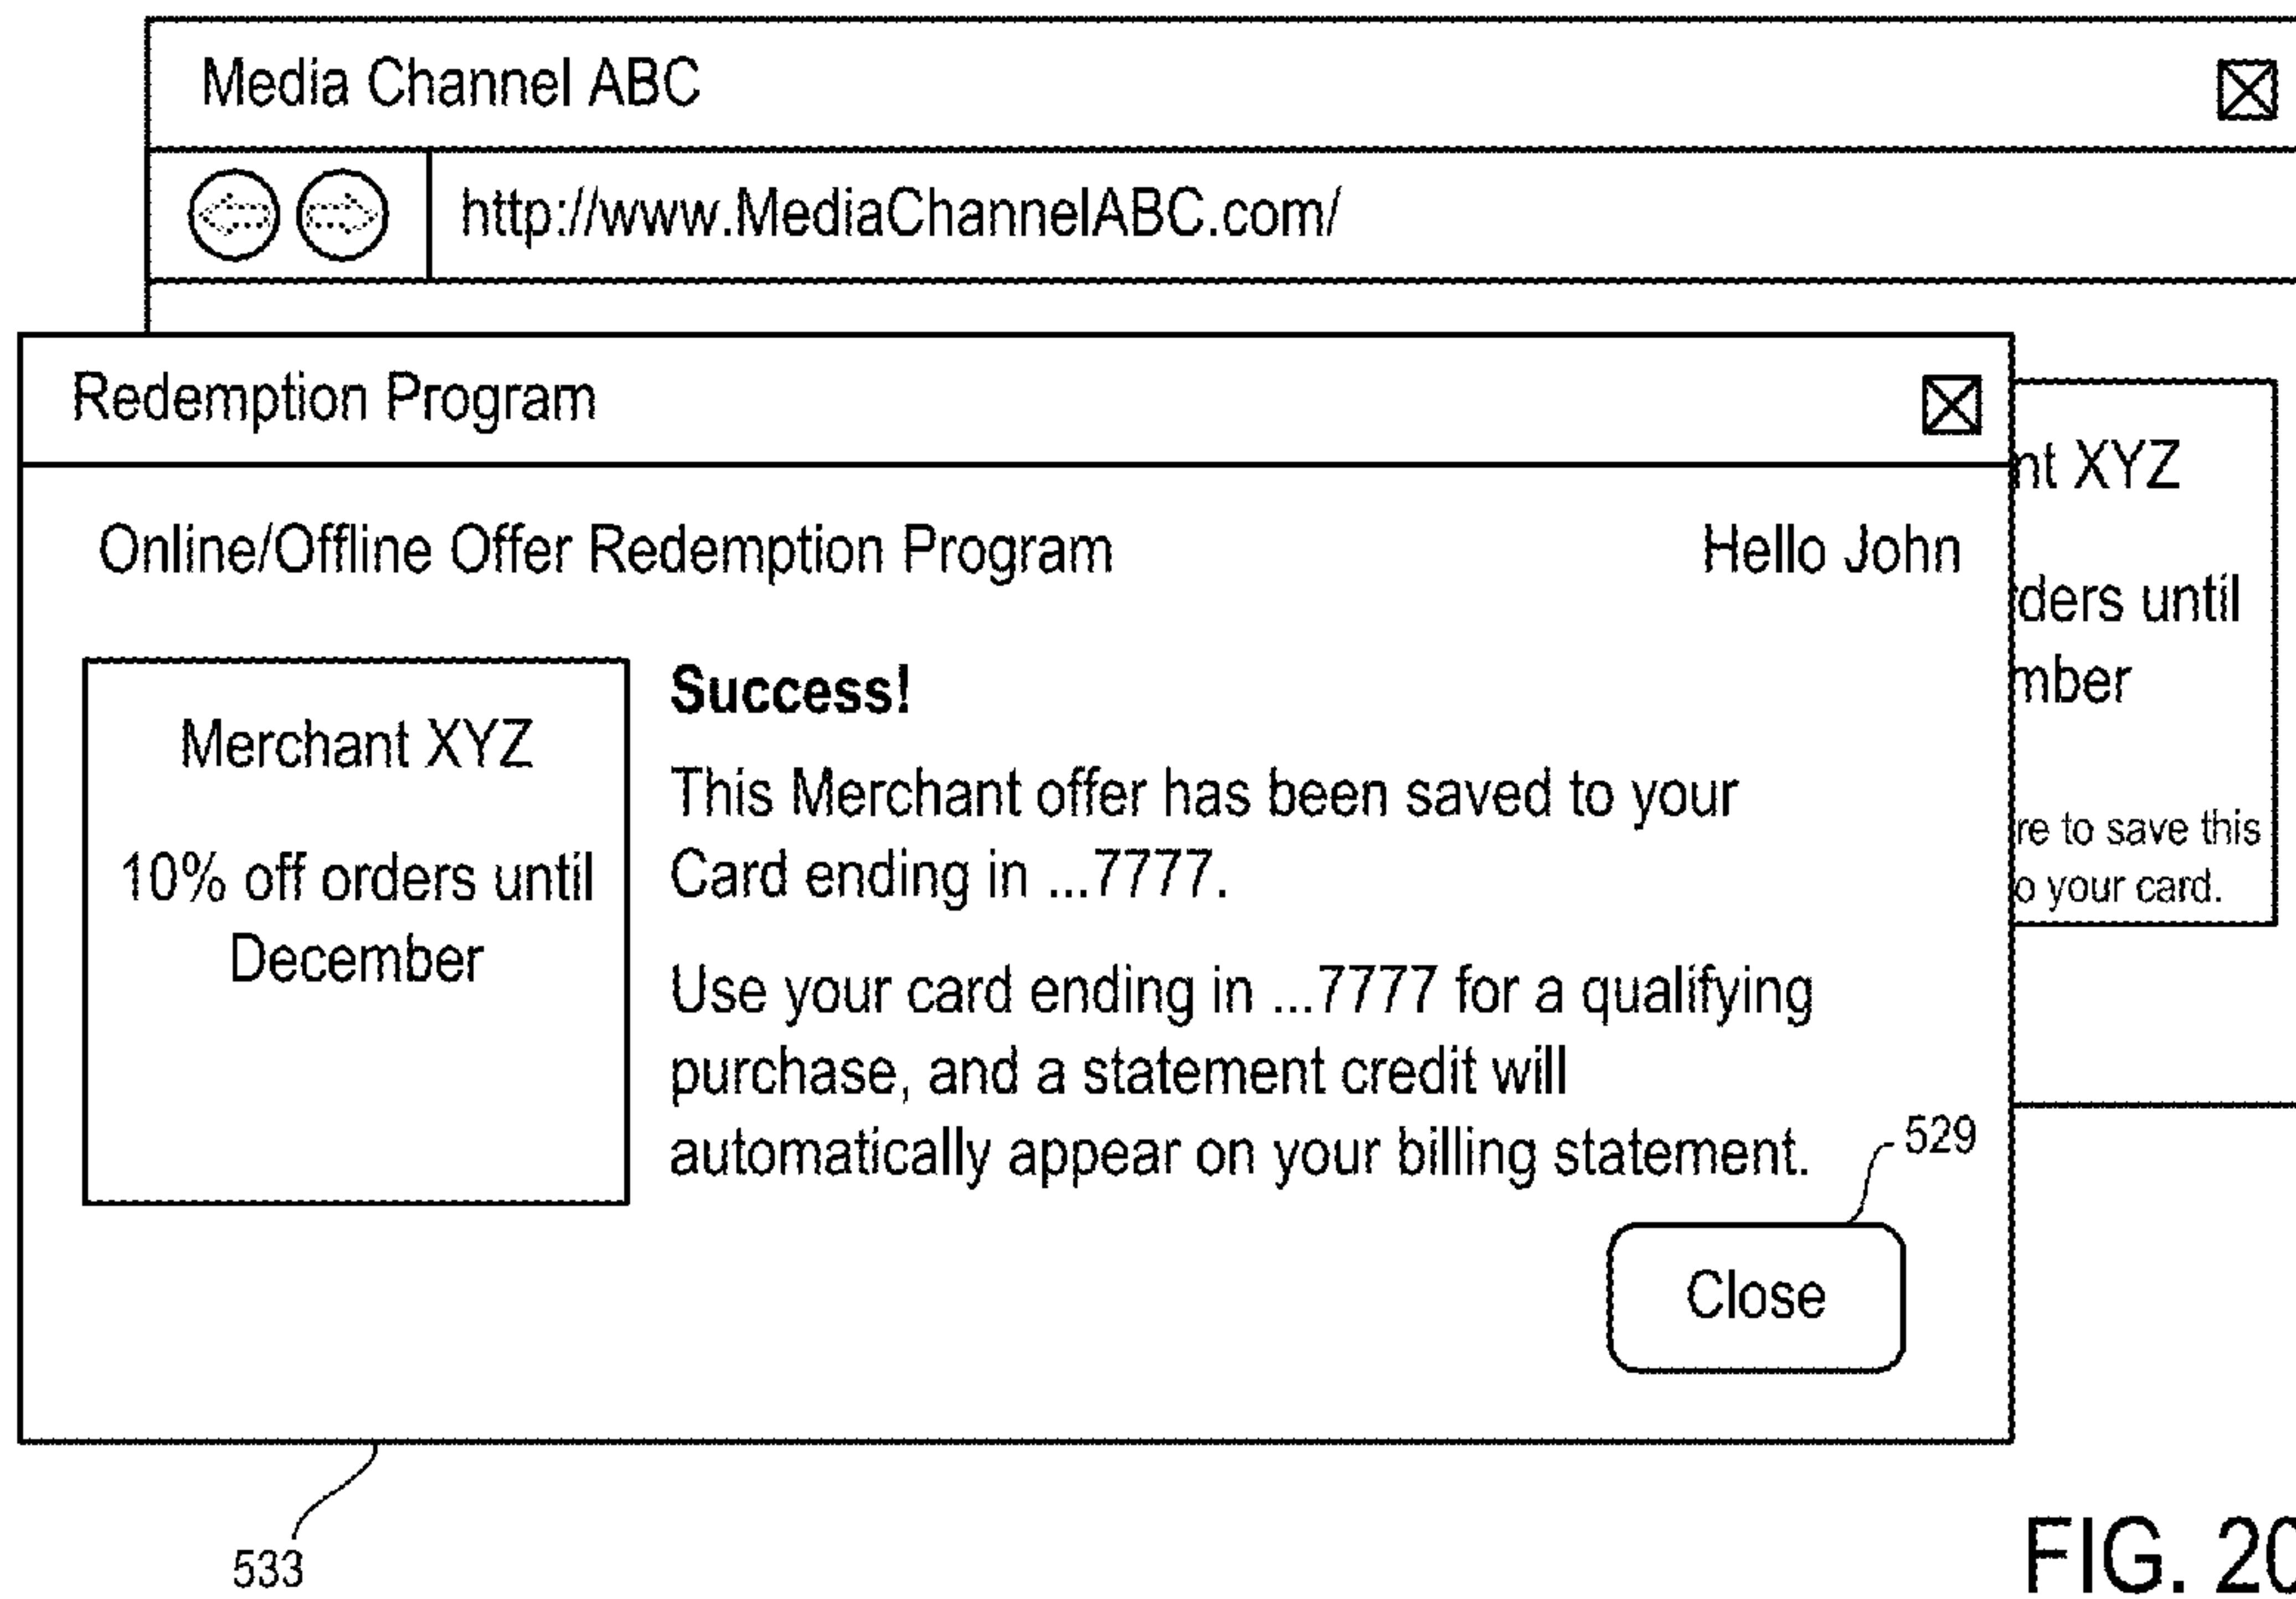 Media Channel ABC
http://www.MediaChannelABC.com/
Redemption Program
Online/Offline Offer Redemption Program
Hello John
Merchant XYZ
10% off orders until
December
Success!
This Merchant offer has been saved to your
Card ending in ...7777.
Use your card ending in ...7777 for a qualifying
purchase, and a statement credit will
automatically appear on your billing statement.
529
Close
nt XYZ
ders until
mber
re to save this
o your card.
533
FIG. 20